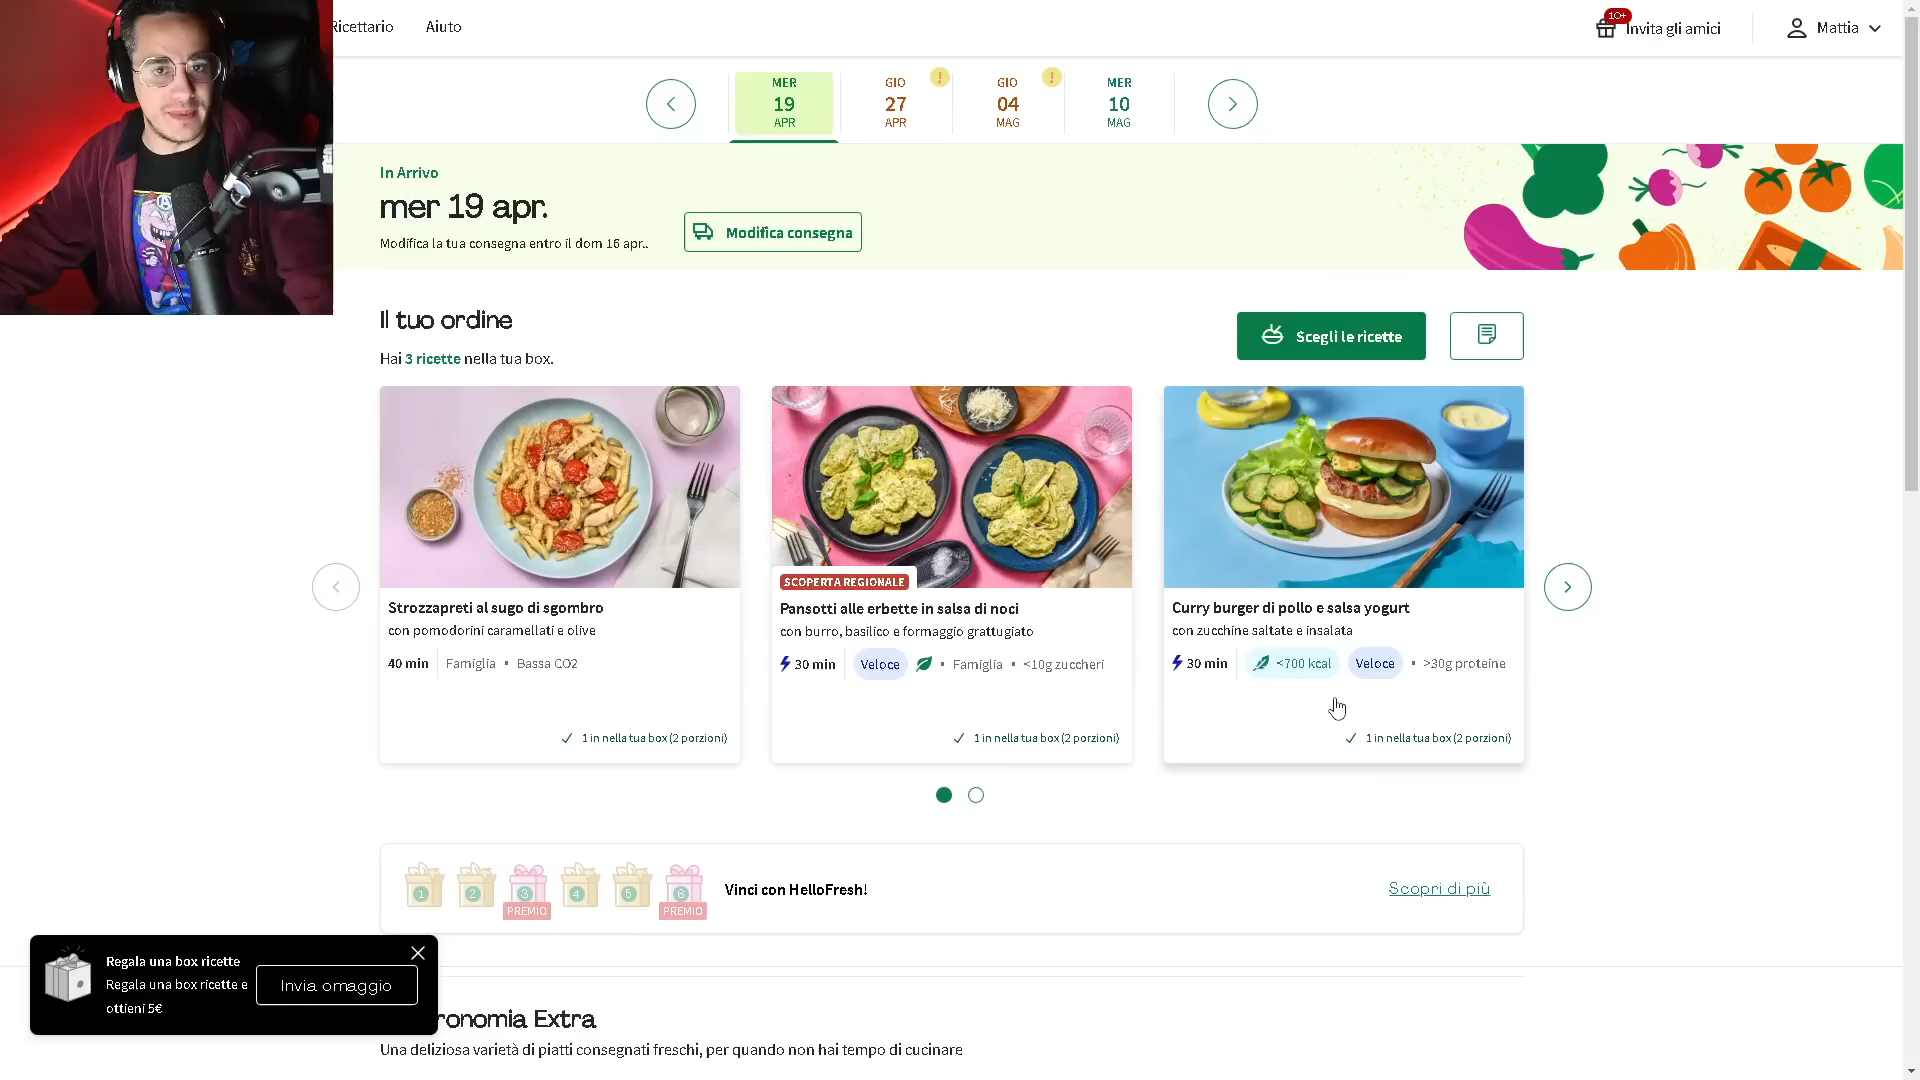 Ricettario
Aiuto
10+
Invita gli amici
Mattia
MER
19
APR
GIO
27
APR
!
GIO
04
MAG
!
MER
10
MAG
In Arrivo
mer 19 apr.
Modifica la tua consegna entro il dom 16 apr..
Modifica consegna
Il tuo ordine
Hai 3 ricette nella tua box.
Scegli le ricette
Strozzapreti al sugo di sgombro
con pomodorini caramellati e olive
40 min
Famiglia • Bassa CO2
1 in nella tua box (2 porzioni)
SCOPERTA REGIONALE
Pansotti alle erbette in salsa di noci
con burro, basilico e formaggio grattugiato
30 min
Veloce
• Famiglia • <10g zuccheri
1 in nella tua box (2 porzioni)
Curry burger di pollo e salsa yogurt
con zucchine saltate e insalata
30 min
<700 kcal
Veloce
• >30g proteine
1 in nella tua box (2 porzioni)
1
2
3
PREMIO
4
5
6
PREMIO
Vinci con HelloFresh!
Scopri di più
Regala una box ricette
Regala una box ricette e
ottieni 5€
Invia omaggio
ronomia Extra
Una deliziosa varietà di piatti consegnati freschi, per quando non hai tempo di cucinare